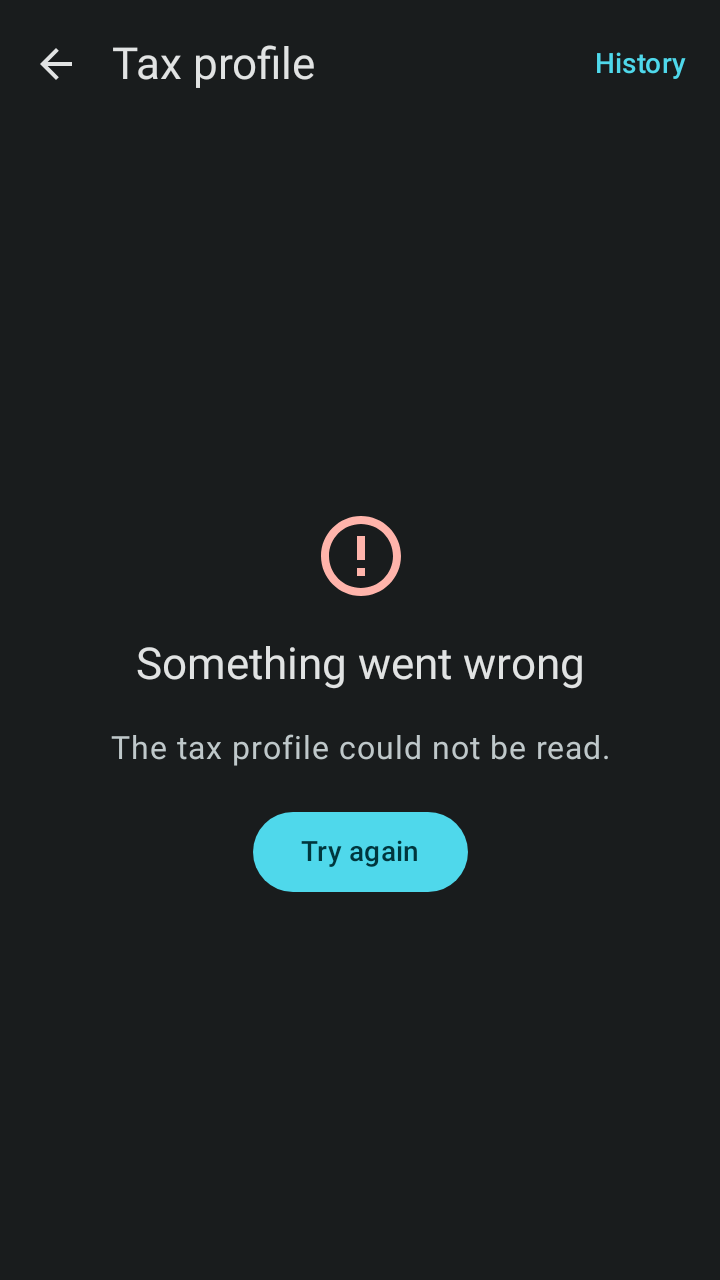 Tax profile
History
Something went wrong
The tax profile could not be read.
Try again